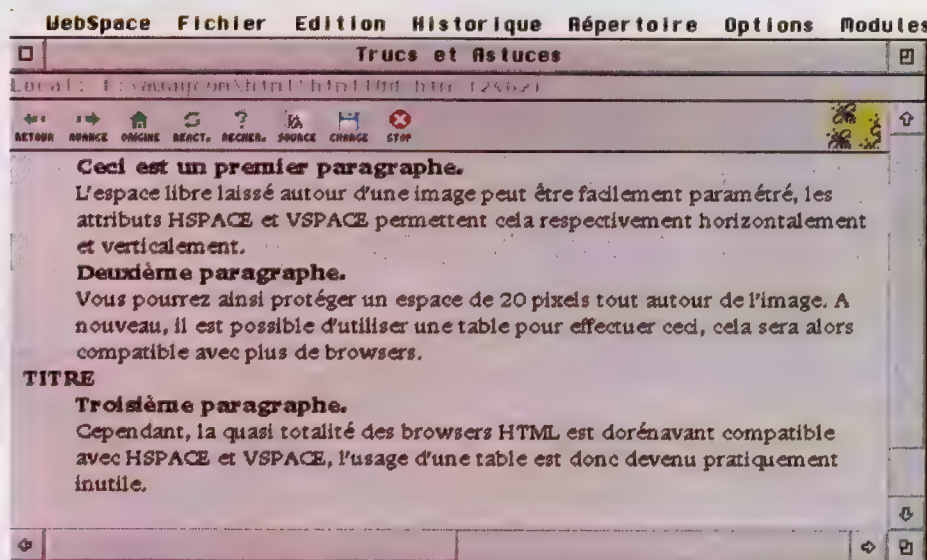 WebSpace Fichier Edition Historique Répertoire Options Modules
Trucs et Astuces
Local:
RETOUR AVANCE ORIGINE REACT. RECHER. SOURCE CHARGE STOP
Ceci est un premier paragraphe.
L'espace libre laissé autour d'une image peut être facilement paramétré, les
attributs HSPACE et VSPACE permettent cela respectivement horizontalement
et verticalement.
Deuxième paragraphe.
Vous pourrez ainsi protéger un espace de 20 pixels tout autour de l'image. A
nouveau, il est possible d'utiliser une table pour effectuer ceci, cela sera alors
compatible avec plus de browsers.
TITRE
Troisième paragraphe.
Cependant, la quasi totalité des browsers HTML est dorénavant compatible
avec HSPACE et VSPACE, l'usage d'une table est donc devenu pratiquement
inutile.